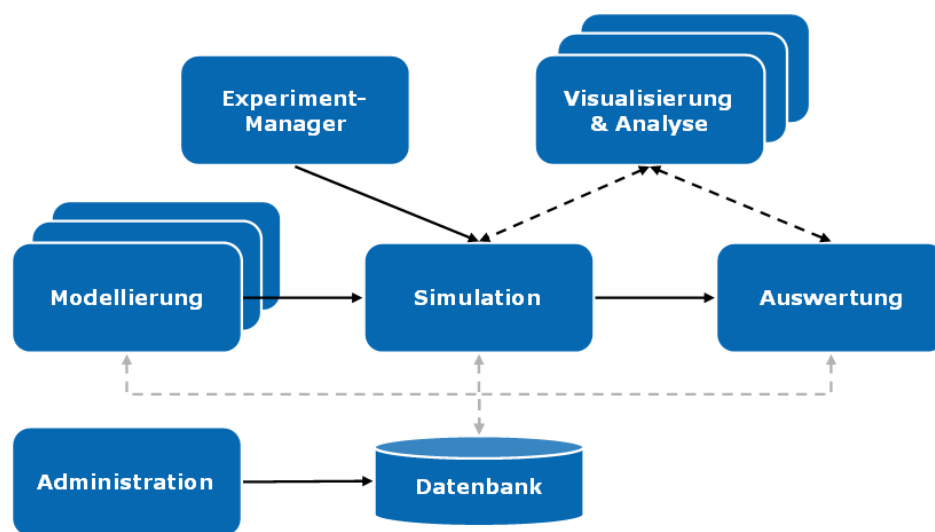 Experiment-
Manager
Visualisierung
& Analyse
Modellierung
Simulation
Auswertung
Administration
Datenbank